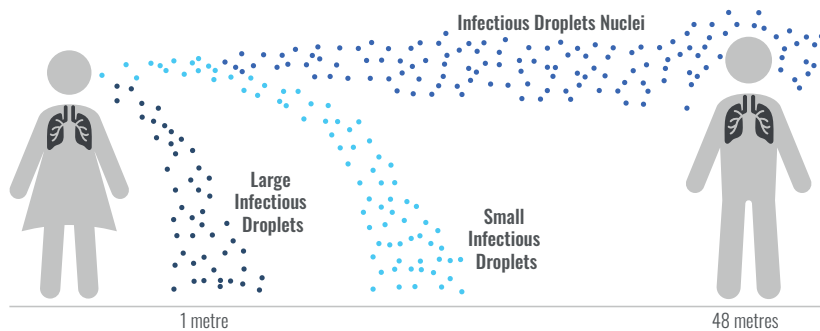 Infectious Droplets Nuclei
Large
Infectious
Droplets
Small
Infectious
Droplets
1 metre
48 metres